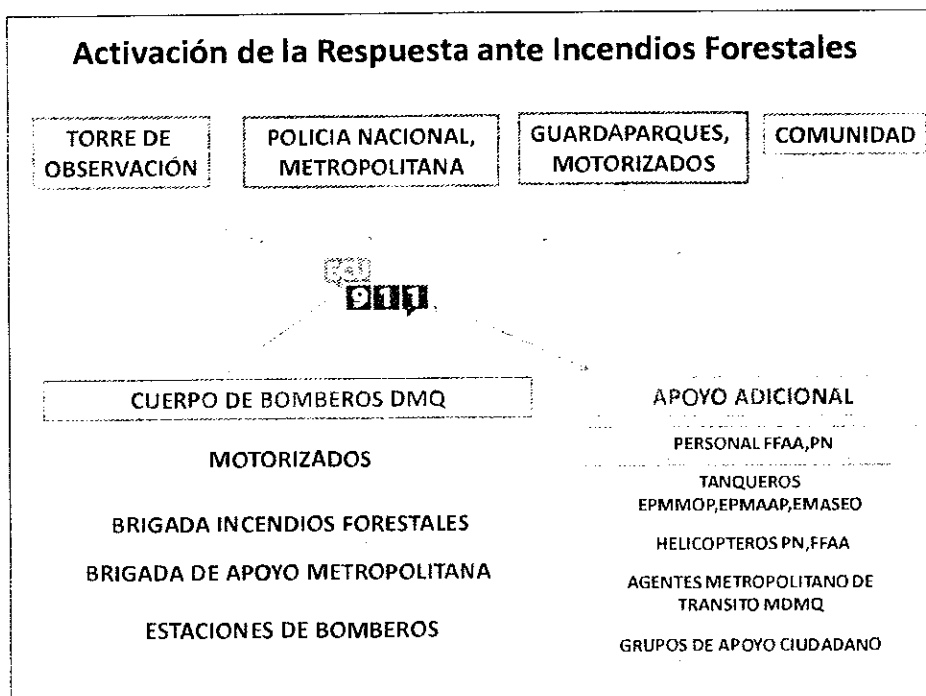 Activación de la Respuesta ante Incendios Forestales
TORRE DE
OBSERVACIÓN
POLICIA NACIONAL,
METROPOLITANA
GUARDAPARQUES,
MOTORIZADOS
COMUNIDAD
ECU
911
CUERPO DE BOMBEROS DMQ
MOTORIZADOS
BRIGADA INCENDIOS FORESTALES
BRIGADA DE APOYO METROPOLITANA
ESTACIONES DE BOMBEROS
APOYO ADICIONAL
PERSONAL FFAA,PN
TANQUEROS
EPMMOP,EPMAAP,EMASEO
HELICOPTEROS PN,FFAA
AGENTES METROPOLITANO DE
TRANSITO MDMQ
GRUPOS DE APOYO CIUDADANO